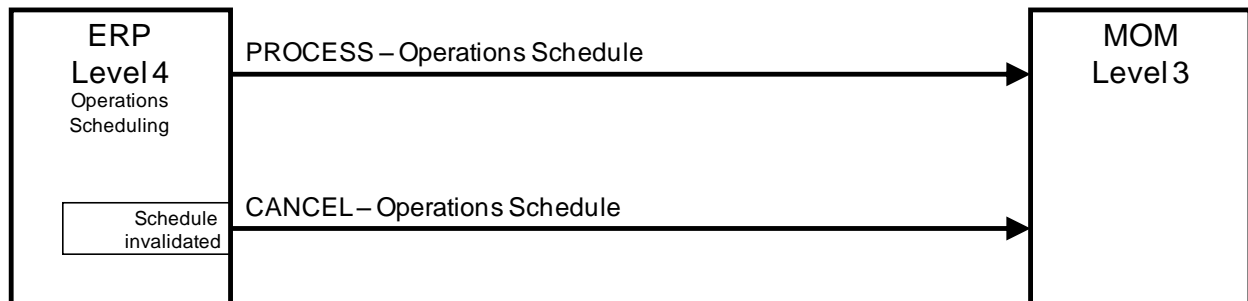 ERP
Level 4
Operations
Scheduling
PROCESS – Operations Schedule
MOM
Level 3
Schedule
invalidated
CANCEL – Operations Schedule